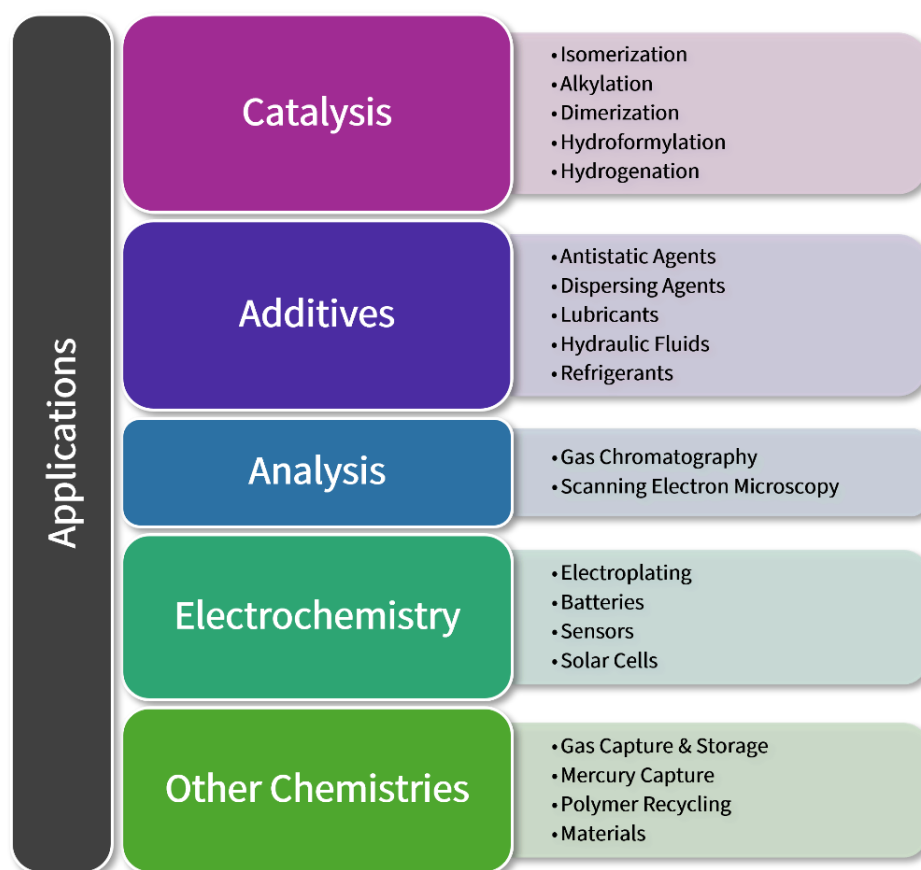 Applications
Catalysis
•Isomerization
•Alkylation
•Dimerization
•Hydroformylation
•Hydrogenation
Additives
•Antistatic Agents
•Dispersing Agents
•Lubricants
•Hydraulic Fluids
•Refrigerants
Analysis
•Gas Chromatography
•Scanning Electron Microscopy
Electrochemistry
•Electroplating
•Batteries
•Sensors
•Solar Cells
Other Chemistries
•Gas Capture & Storage
•Mercury Capture
•Polymer Recycling
•Materials